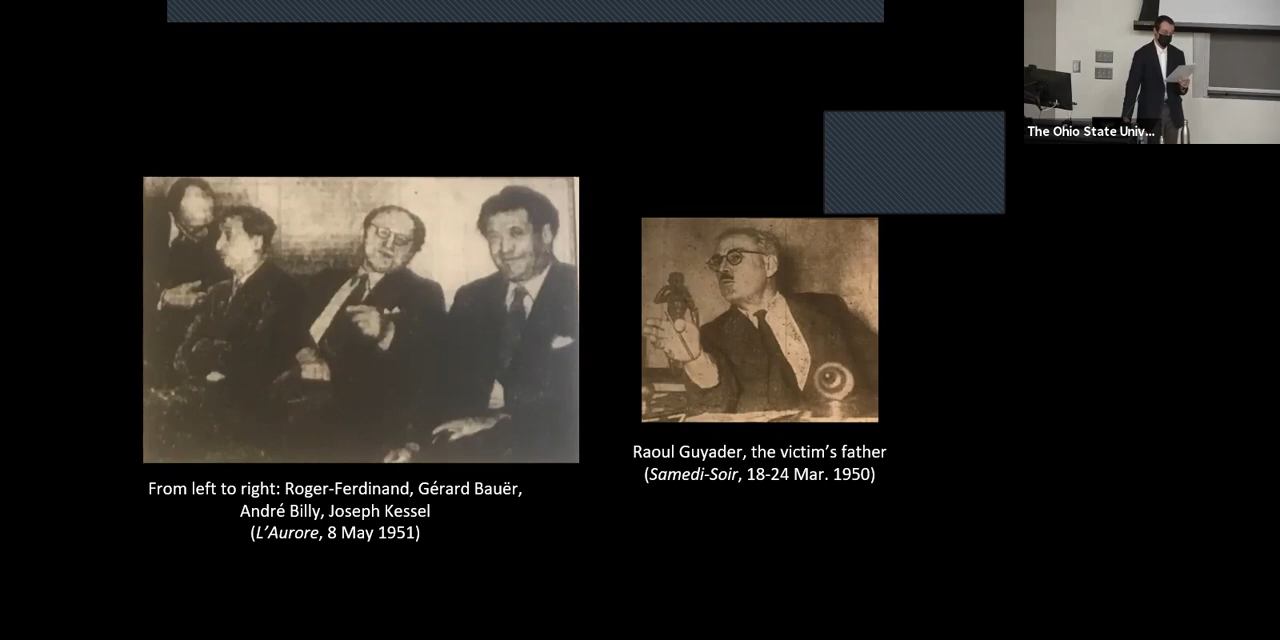 The Ohio State Univ...
From left to right: Roger-Ferdinand, Gérard Bauër,
André Billy, Joseph Kessel
(L’Aurore, 8 May 1951)
Raoul Guyader, the victim’s father
(Samedi-Soir, 18-24 Mar. 1950)